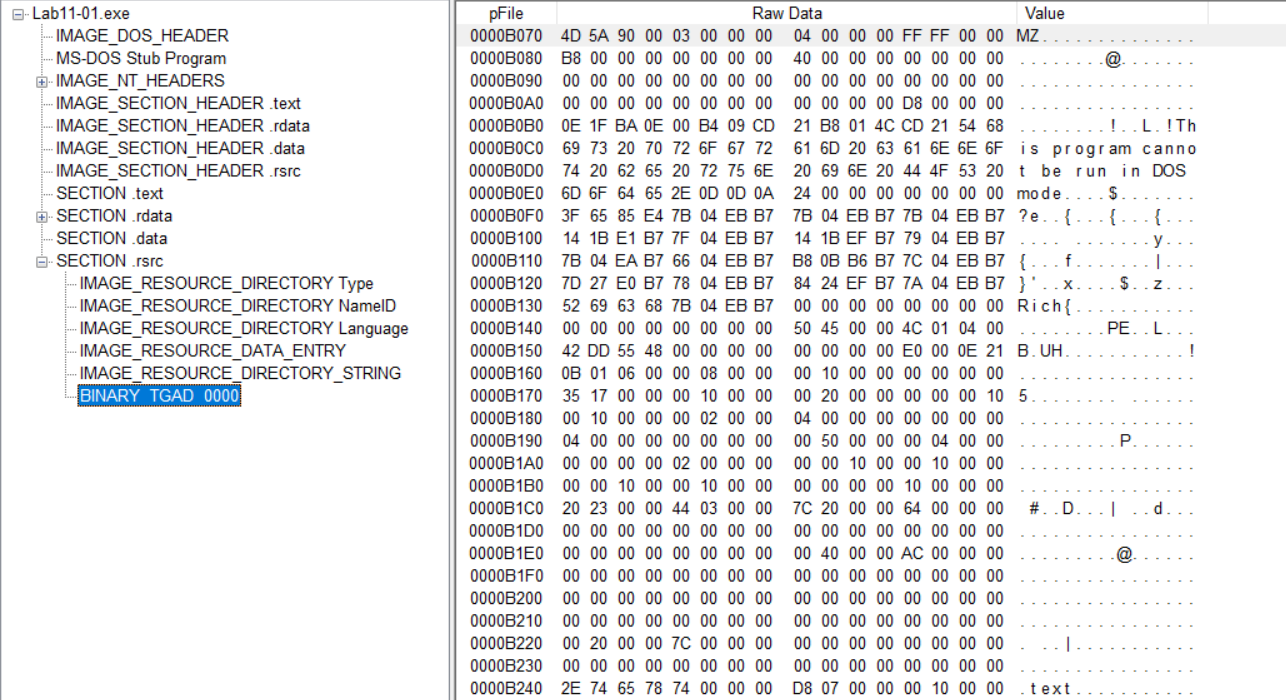 Lab11-01.exe
IMAGE_DOS_HEADER
MS-DOS Stub Program
IMAGE_NT_HEADERS
IMAGE_SECTION_HEADER .text
IMAGE_SECTION_HEADER .rdata
IMAGE_SECTION_HEADER .data
IMAGE_SECTION_HEADER .rsrc
SECTION .text
SECTION .rdata
SECTION .data
SECTION .rsrc
IMAGE_RESOURCE_DIRECTORY Type
IMAGE_RESOURCE_DIRECTORY NameID
IMAGE_RESOURCE_DIRECTORY Language
IMAGE_RESOURCE_DATA_ENTRY
IMAGE_RESOURCE_DIRECTORY_STRING
BINARY TGAD 0000
pFile Raw Data Value
0000B070 4D 5A 90 00 03 00 00 00 04 00 00 00 FF FF 00 00 MZ..............
0000B080 B8 00 00 00 00 00 00 00 40 00 00 00 00 00 00 00 ........@.......
0000B090 00 00 00 00 00 00 00 00 00 00 00 00 00 00 00 00 ................
0000B0A0 00 00 00 00 00 00 00 00 00 00 00 00 D8 00 00 00 ................
0000B0B0 0E 1F BA 0E 00 B4 09 CD 21 B8 01 4C CD 21 54 68 ........!..L.!Th
0000B0C0 69 73 20 70 72 6F 67 72 61 6D 20 63 61 6E 6E 6F is program canno
0000B0D0 74 20 62 65 20 72 75 6E 20 69 6E 20 44 4F 53 20 t be run in DOS
0000B0E0 6D 6F 64 65 2E 0D 0D 0A 24 00 00 00 00 00 00 00 mode....$.......
0000B0F0 3F 65 85 E4 7B 04 EB B7 7B 04 EB B7 7B 04 EB B7 ?e..{...{...{...
0000B100 14 1B E1 B7 7F 04 EB B7 14 1B EF B7 79 04 EB B7 ............y...
0000B110 7B 04 EA B7 66 04 EB B7 B8 0B B6 B7 7C 04 EB B7 {...f.......|...
0000B120 7D 27 E0 B7 78 04 EB B7 84 24 EF B7 7A 04 EB B7 }'..x....$..z...
0000B130 52 69 63 68 7B 04 EB B7 00 00 00 00 00 00 00 00 Rich{...........
0000B140 00 00 00 00 00 00 00 00 50 45 00 00 4C 01 04 00 ........PE..L...
0000B150 42 DD 55 48 00 00 00 00 00 00 00 00 E0 00 0E 21 B.UH...........!
0000B160 0B 01 06 00 00 08 00 00 00 10 00 00 00 00 00 00 ................
0000B170 35 17 00 00 00 10 00 00 00 20 00 00 00 00 00 10 5........ ......
0000B180 00 10 00 00 00 02 00 00 04 00 00 00 00 00 00 00 ................
0000B190 04 00 00 00 00 00 00 00 00 50 00 00 00 04 00 00 .........P......
0000B1A0 00 00 00 00 02 00 00 00 00 00 10 00 00 10 00 00 ................
0000B1B0 00 00 10 00 00 10 00 00 00 00 00 00 10 00 00 00 ................
0000B1C0 20 23 00 00 44 03 00 00 7C 20 00 00 64 00 00 00 #..D...| ..d...
0000B1D0 00 00 00 00 00 00 00 00 00 00 00 00 00 00 00 00 ................
0000B1E0 00 00 00 00 00 00 00 00 00 40 00 00 AC 00 00 00 .........@......
0000B1F0 00 00 00 00 00 00 00 00 00 00 00 00 00 00 00 00 ................
0000B200 00 00 00 00 00 00 00 00 00 00 00 00 00 00 00 00 ................
0000B210 00 00 00 00 00 00 00 00 00 00 00 00 00 00 00 00 ................
0000B220 00 20 00 00 7C 00 00 00 00 00 00 00 00 00 00 00 . ..|...........
0000B230 00 00 00 00 00 00 00 00 00 00 00 00 00 00 00 00 ................
0000B240 2E 74 65 78 74 00 00 00 D8 07 00 00 00 10 00 00 .text...........